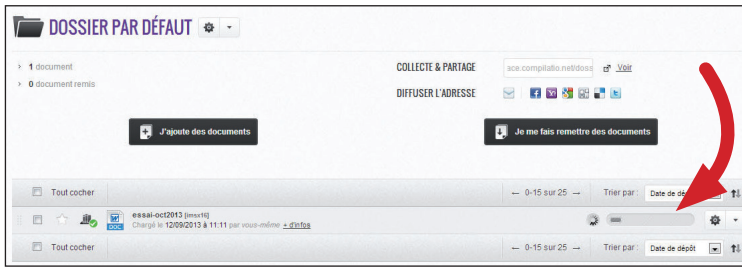 DOSSIER PAR DÉFAUT
1 document
0 document remis
COLLECTE & PARTAGE ace.compilatio.net/doss Voir
DIFFUSER L'ADRESSE
J'ajoute des documents
Je me fais remettre des documents
Tout cocher ← 0-15 sur 25 → Trier par : Date de dé
essai-oct2013 [imsx16]
DOC Chargé le 12/09/2013 à 11:11 par vous-même + d'infos
Tout cocher ← 0-15 sur 25 → Trier par : Date de dépôt